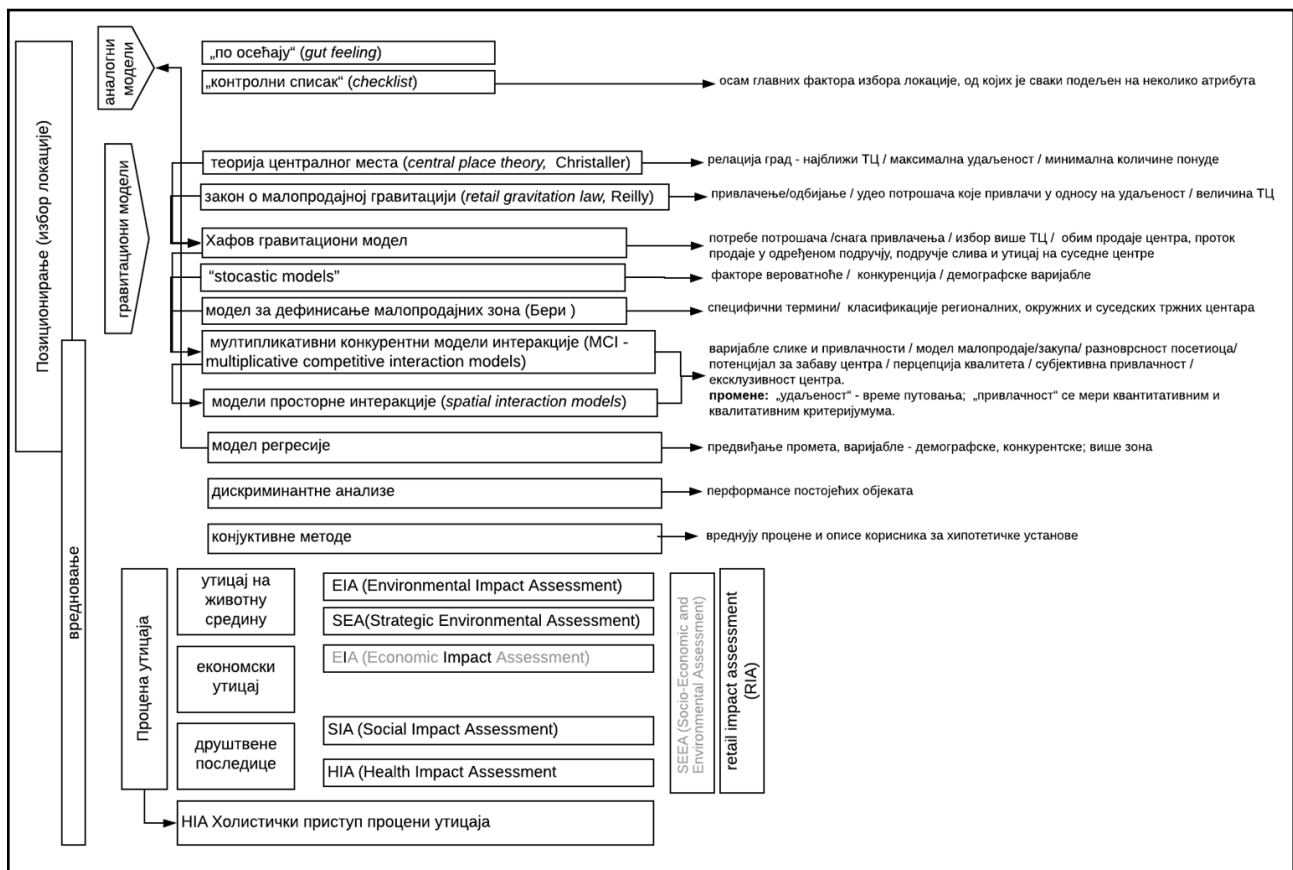 Позиционирање (избор локације)
вредновање
аналогни
модели
„по осећају“ (gut feeling)
„контролни списак“ (checklist)
осам главних фактора избора локације, од којих је сваки подељен на неколико атрибута
гравитациони модели
теорија централног места (central place theory, Christaller)
релација град - најближи ТЦ / максимална удаљеност / минимална количине понуде
закон о малопродајној гравитацији (retail gravitation law, Reilly)
привлачење/одбијање / удео потрошача које привлачи у односу на удаљеност / величина ТЦ
Хафов гравитациони модел
потребе потрошача /снага привлачења / избор више ТЦ / обим продаје центра, проток
продаје у одређеном подручју, подручје слива и утицај на суседне центре
“stocastic models”
факторе вероватноће / конкуренција / демографске варијабле
модел за дефинисање малопродајних зона (Бери )
специфични термини/ класификације регионалних, окружних и суседских тржних центара
мултипликативни конкурентни модели интеракције (MCI -
multiplicative competitive interaction models)
модели просторне интеракције (spatial interaction models)
варијабле слике и привлачности / модел малопродаје/закупа/ разноврсност посетиоца/
потенцијал за забаву центра / перцепција квалитета / субјективна привлачност /
ексклузивност центра.
промене: „удаљеност“ - време путовања; „привлачност“ се мери квантитативним и
квалитативним критеријумума.
модел регресије
предвиђање промета, варијабле - демографске, конкурентске; више зона
дискриминантне анализе
перформансе постојећих објеката
конјуктивне методе
вреднују процене и описе корисника за хипотетичке установе
Процена утицаја
утицај на
животну
средину
EIA (Environmental Impact Assessment)
SEA(Strategic Environmental Assessment)
економски
утицај
EIA (Economic Impact Assessment)
друштвене
последице
SIA (Social Impact Assessment)
HIA (Health Impact Assessment
SEEA (Socio-Economic and
Environmental Assessment)
retail impact assessment
(RIA)
HIA Холистички приступ процени утицаја